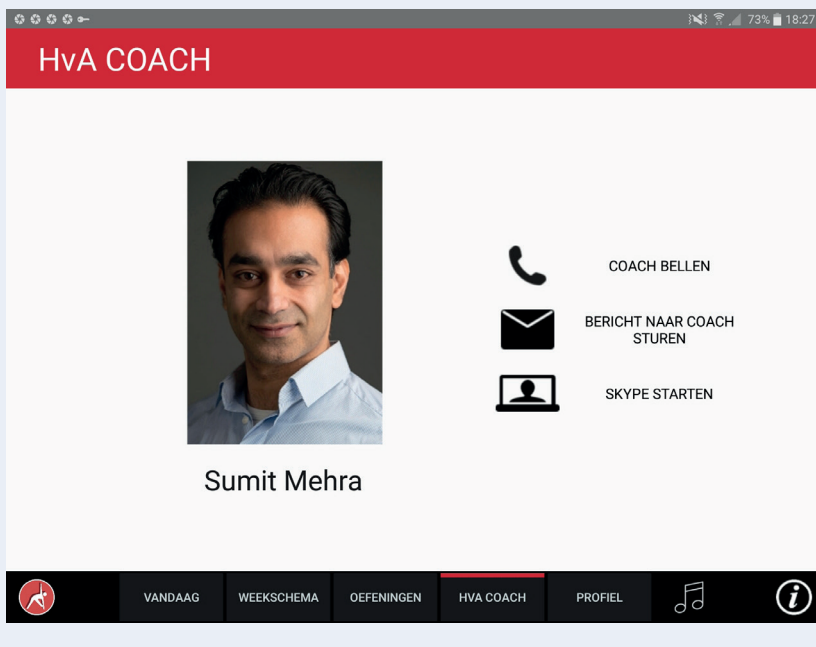 73% 18:27
HvA COACH
COACH BELLEN
BERICHT NAAR COACH
STUREN
SKYPE STARTEN
Sumit Mehra
VANDAAG WEEKSCHEMA OEFENINGEN HVA COACH PROFIEL
i